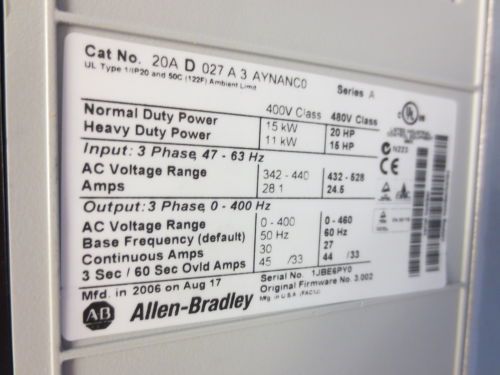 Cat No. 20A D 027 A 3 AYNANC0 Series A
UL Type 1/IP20 and 50C (122F) Ambient Limit
400V Class 480V Class
Normal Duty Power 15 kW 20 HP
Heavy Duty Power 11 kW 15 HP
Input: 3 Phase, 47 - 63 Hz
AC Voltage Range 342 - 440 432 - 528
Amps 28.1 24.5
Output: 3 Phase, 0 - 400 Hz
AC Voltage Range 0 - 400 0 - 460
Base Frequency (default) 50 Hz 60 Hz
Continuous Amps 30 27
3 Sec / 60 Sec Ovld Amps 45 /33 44 /33
Mfd. in 2006 on Aug 17 Serial No. 1JBE6PY0
Original Firmware No. 3.002
AB Allen-Bradley Mfg in U.S.A.
UL
N223
CE